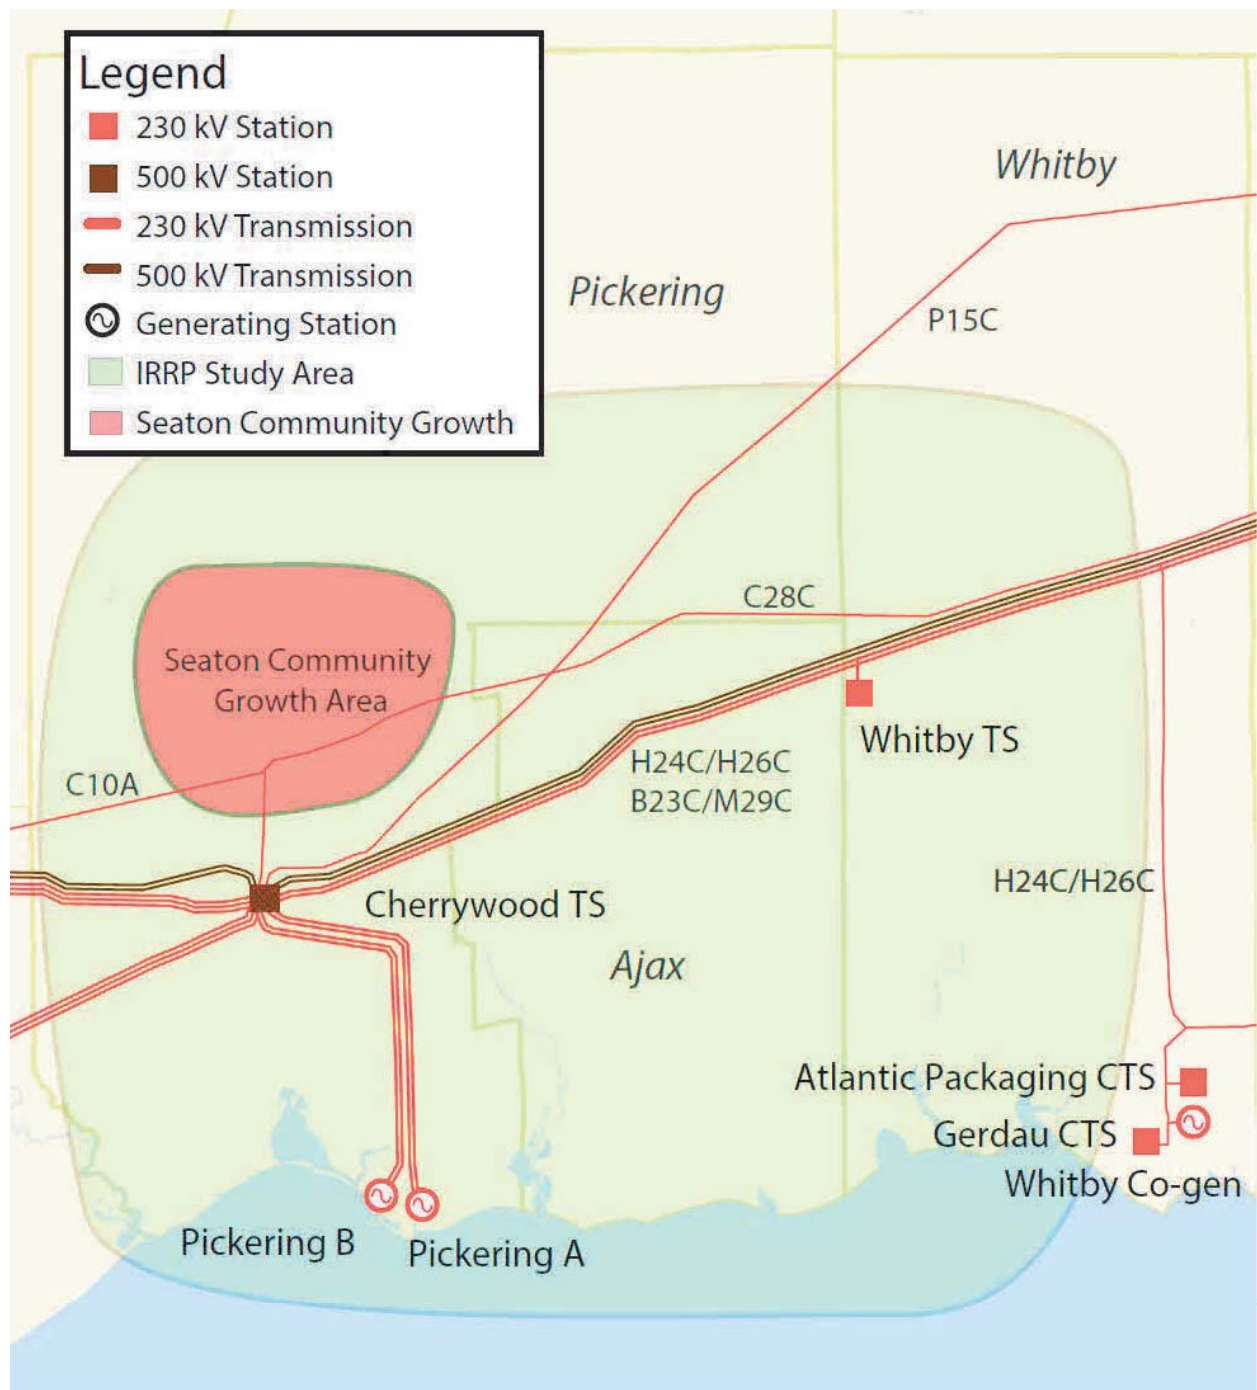 Legend
230 kV Station
500 kV Station
230 kV Transmission
500 kV Transmission
Generating Station
IRRP Study Area
Seaton Community Growth
Whitby
Pickering
P15C
C28C
Seaton Community
Growth Area
Whitby TS
C10A
H24C/H26C
B23C/M29C
H24C/H26C
Cherrywood TS
Ajax
Atlantic Packaging CTS
Gerdau CTS
Whitby Co-gen
Pickering B
Pickering A